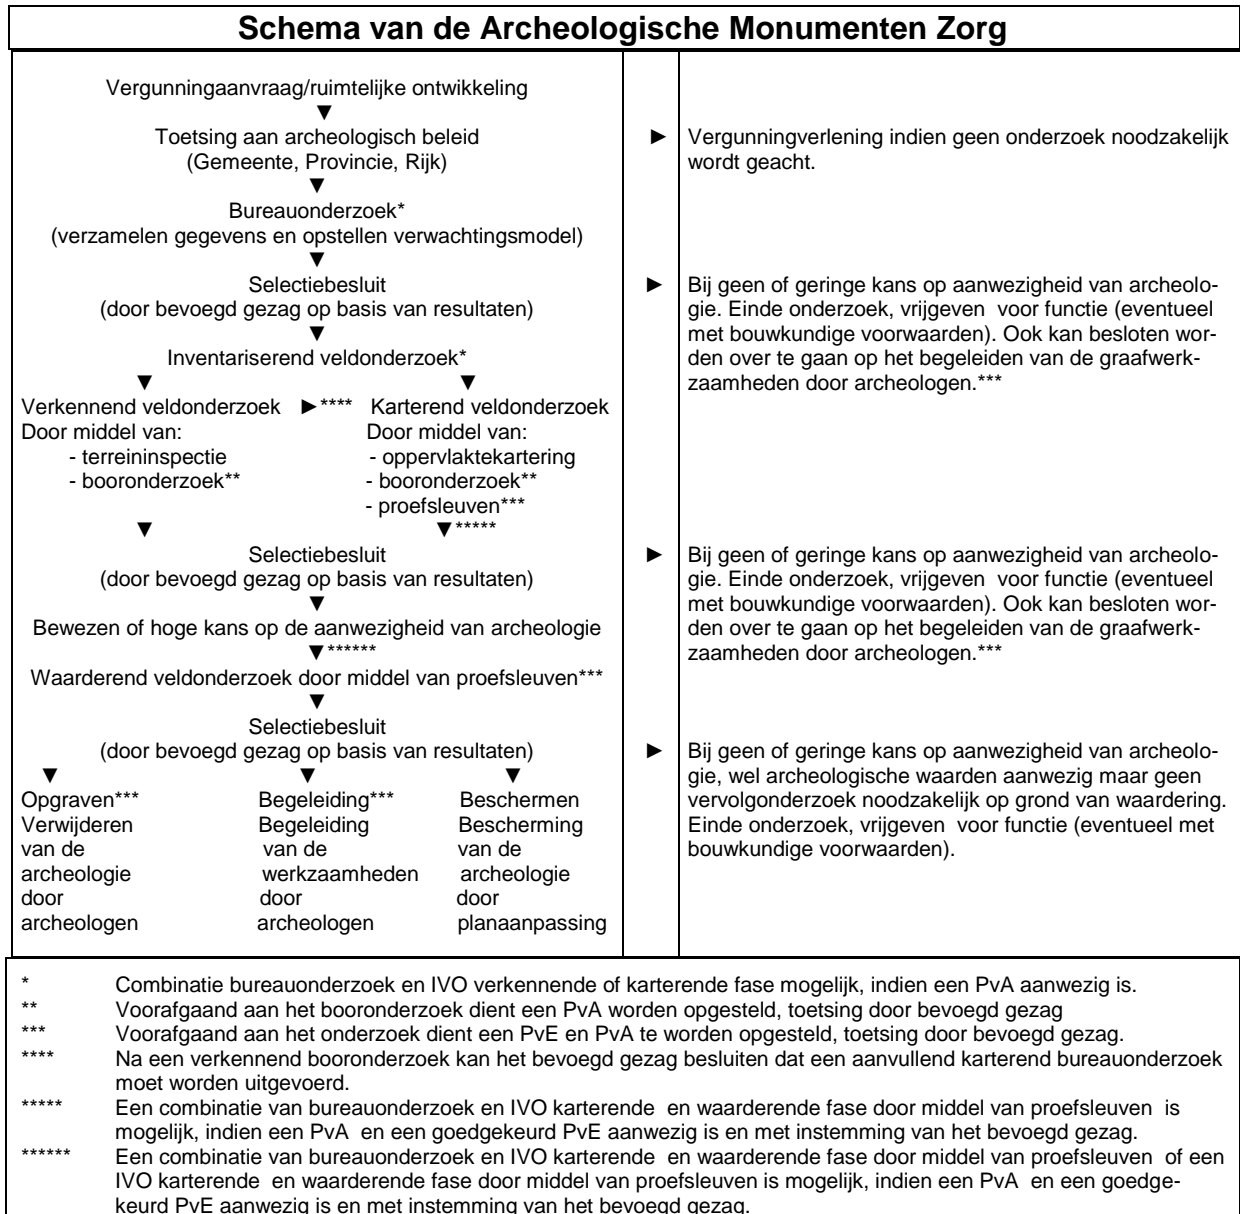 Schema van de Archeologische Monumenten Zorg
Vergunningaanvraag/ruimtelijke ontwikkeling
▼
Toetsing aan archeologisch beleid
(Gemeente, Provincie, Rijk)
► Vergunningverlening indien geen onderzoek noodzakelijk
wordt geacht.
▼
Bureauonderzoek*
(verzamelen gegevens en opstellen verwachtingsmodel)
▼
Selectiebesluit
(door bevoegd gezag op basis van resultaten)
► Bij geen of geringe kans op aanwezigheid van archeolo-
gie. Einde onderzoek, vrijgeven voor functie (eventueel
met bouwkundige voorwaarden). Ook kan besloten wor-
den over te gaan op het begeleiden van de graafwerk-
zaamheden door archeologen.***
▼
Inventariserend veldonderzoek*
▼ ▼
Verkennend veldonderzoek ►**** Karterend veldonderzoek
Door middel van: Door middel van:
- terreininspectie - oppervlaktekartering
- booronderzoek** - booronderzoek**
- proefsleuven***
▼ ▼*****
Selectiebesluit
(door bevoegd gezag op basis van resultaten)
► Bij geen of geringe kans op aanwezigheid van archeolo-
gie. Einde onderzoek, vrijgeven voor functie (eventueel
met bouwkundige voorwaarden). Ook kan besloten wor-
den over te gaan op het begeleiden van de graafwerk-
zaamheden door archeologen.***
▼
Bewezen of hoge kans op de aanwezigheid van archeologie
▼******
Waarderend veldonderzoek door middel van proefsleuven***
▼
Selectiebesluit
(door bevoegd gezag op basis van resultaten)
► Bij geen of geringe kans op aanwezigheid van archeolo-
gie, wel archeologische waarden aanwezig maar geen
vervolgonderzoek noodzakelijk op grond van waardering.
Einde onderzoek, vrijgeven voor functie (eventueel met
bouwkundige voorwaarden).
▼ ▼ ▼
Opgraven*** Begeleiding*** Beschermen
Verwijderen Begeleiding Bescherming
van de van de van de
archeologie werkzaamheden archeologie
door door door
archeologen archeologen planaanpassing
* Combinatie bureauonderzoek en IVO verkennende of karterende fase mogelijk, indien een PvA aanwezig is.
** Voorafgaand aan het booronderzoek dient een PvA worden opgesteld, toetsing door bevoegd gezag
*** Voorafgaand aan het onderzoek dient een PvE en PvA te worden opgesteld, toetsing door bevoegd gezag.
**** Na een verkennend booronderzoek kan het bevoegd gezag besluiten dat een aanvullend karterend bureauonderzoek
moet worden uitgevoerd.
***** Een combinatie van bureauonderzoek en IVO karterende en waarderende fase door middel van proefsleuven is
mogelijk, indien een PvA en een goedgekeurd PvE aanwezig is en met instemming van het bevoegd gezag.
****** Een combinatie van bureauonderzoek en IVO karterende en waarderende fase door middel van proefsleuven of een
IVO karterende en waarderende fase door middel van proefsleuven is mogelijk, indien een PvA en een goedge-
keurd PvE aanwezig is en met instemming van het bevoegd gezag.